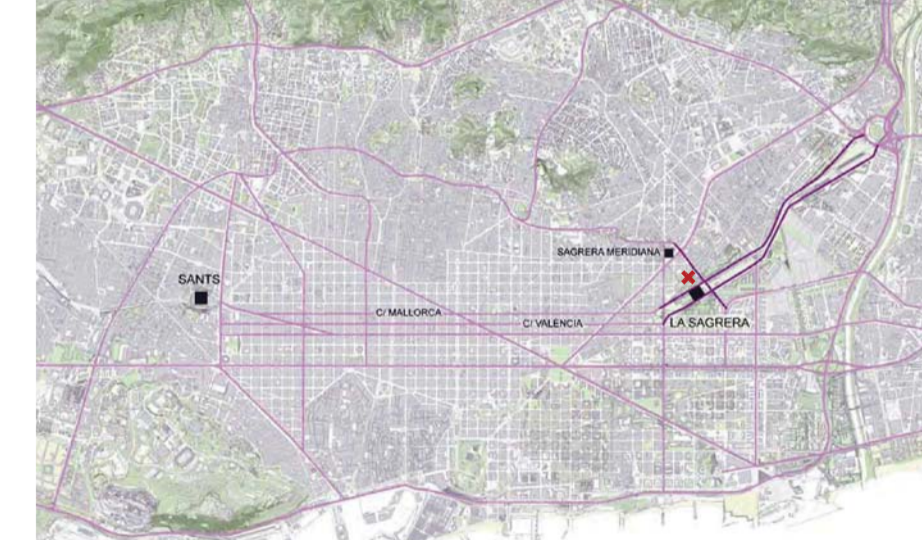 SAGRERA MERIDIANA
SANTS
C/ MALLORCA
C/ VALENCIA
LA SAGRERA